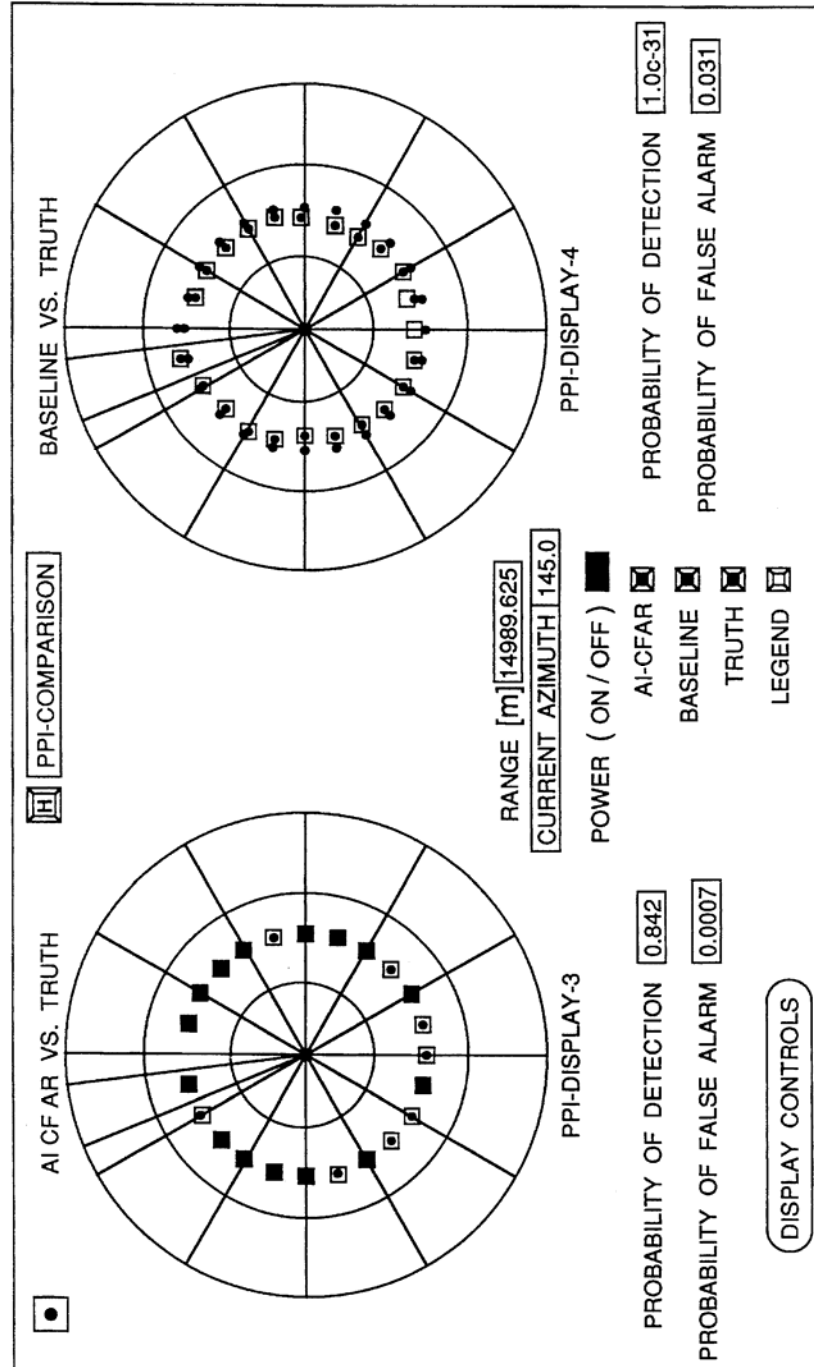 H PPI-COMPARISON
AI CF AR VS. TRUTH
BASELINE VS. TRUTH
PPI-DISPLAY-3
PPI-DISPLAY-4
RANGE [m] 14989.625
CURRENT AZIMUTH 145.0
POWER ( ON / OFF )
AI-CFAR
BASELINE
TRUTH
LEGEND
PROBABILITY OF DETECTION 0.842
PROBABILITY OF FALSE ALARM 0.0007
PROBABILITY OF DETECTION 1.0c-31
PROBABILITY OF FALSE ALARM 0.031
DISPLAY CONTROLS